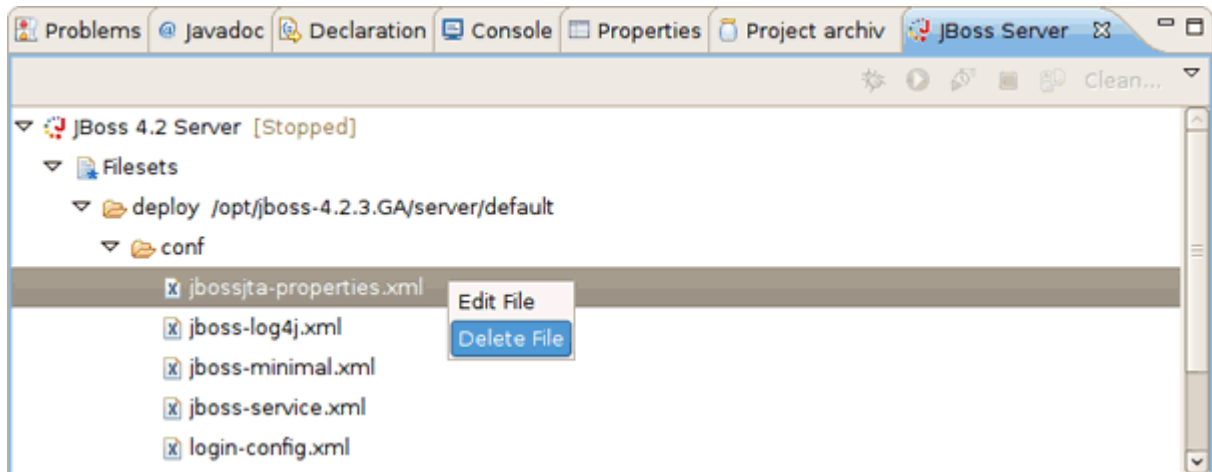 Problems @ Javadoc Declaration Console Properties Project archiv JBoss Server
Clean...
JBoss 4.2 Server [Stopped]
Filesets
deploy /opt/jboss-4.2.3.GA/server/default
conf
jbossjta-properties.xml
Edit File
jboss-log4j.xml
Delete File
jboss-minimal.xml
jboss-service.xml
login-config.xml